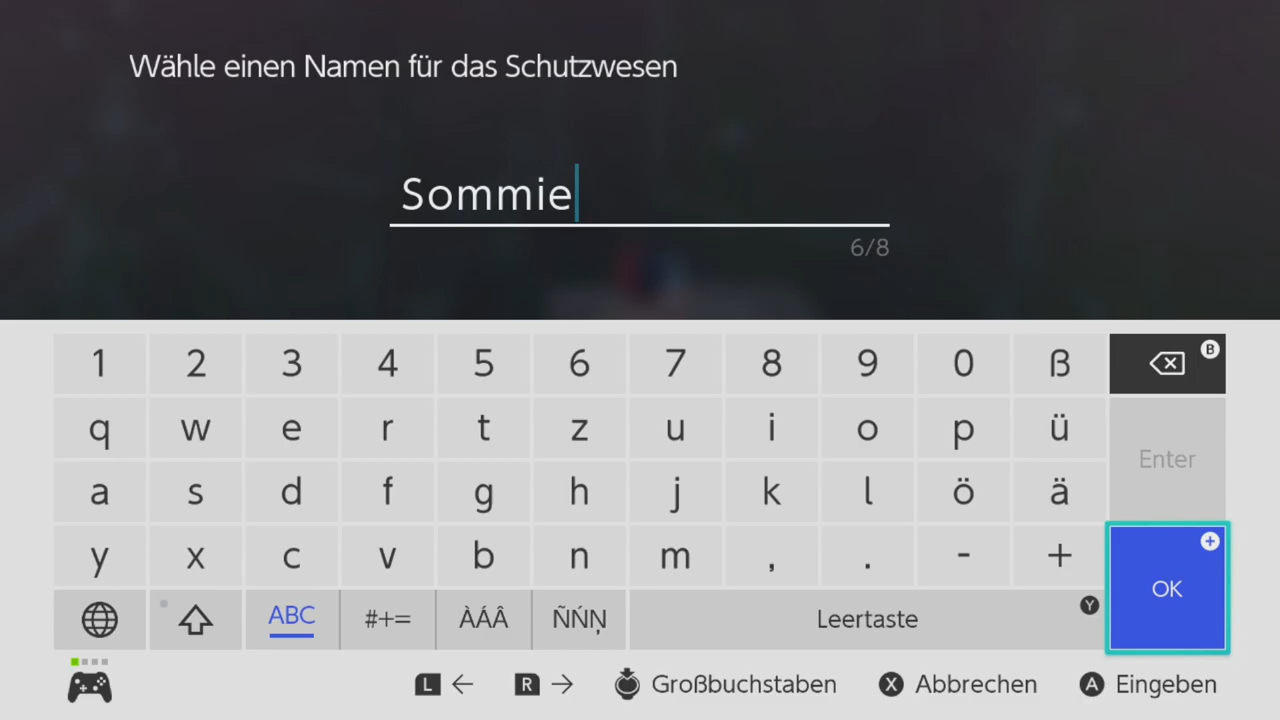 Wähle einen Namen für das Schutzwesen
Sommie
6/8
1 2 3 4 5 6 7 8 9 0 ß B
q w e r t z u i o p ü
Enter
a s d f g h j k l ö ä
y x c v b n m , . - +
OK
ABC #+= ÀÁÂ ÑŃŅ Leertaste Y
L ← R → Großbuchstaben X Abbrechen A Eingeben